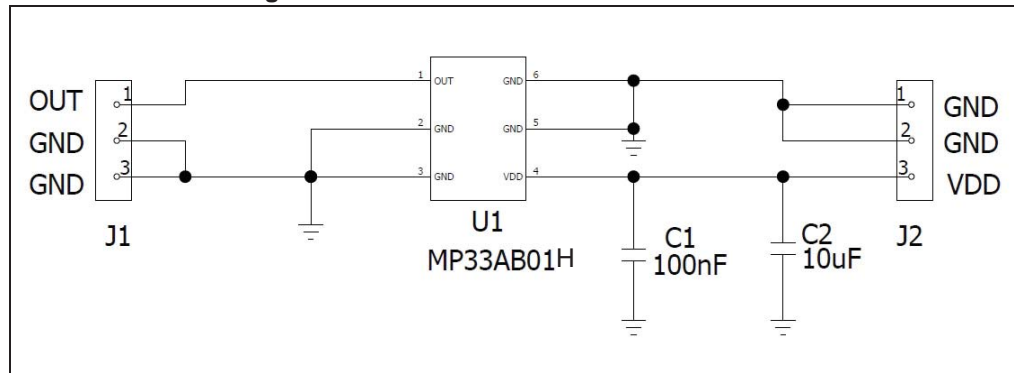 OUT
GND
GND
1
2
3
J1
1 OUT
2 GND
3 GND
GND 6
GND 5
VDD 4
U1
MP33AB01H
C1
100nF
C2
10uF
1
2
3
GND
GND
VDD
J2